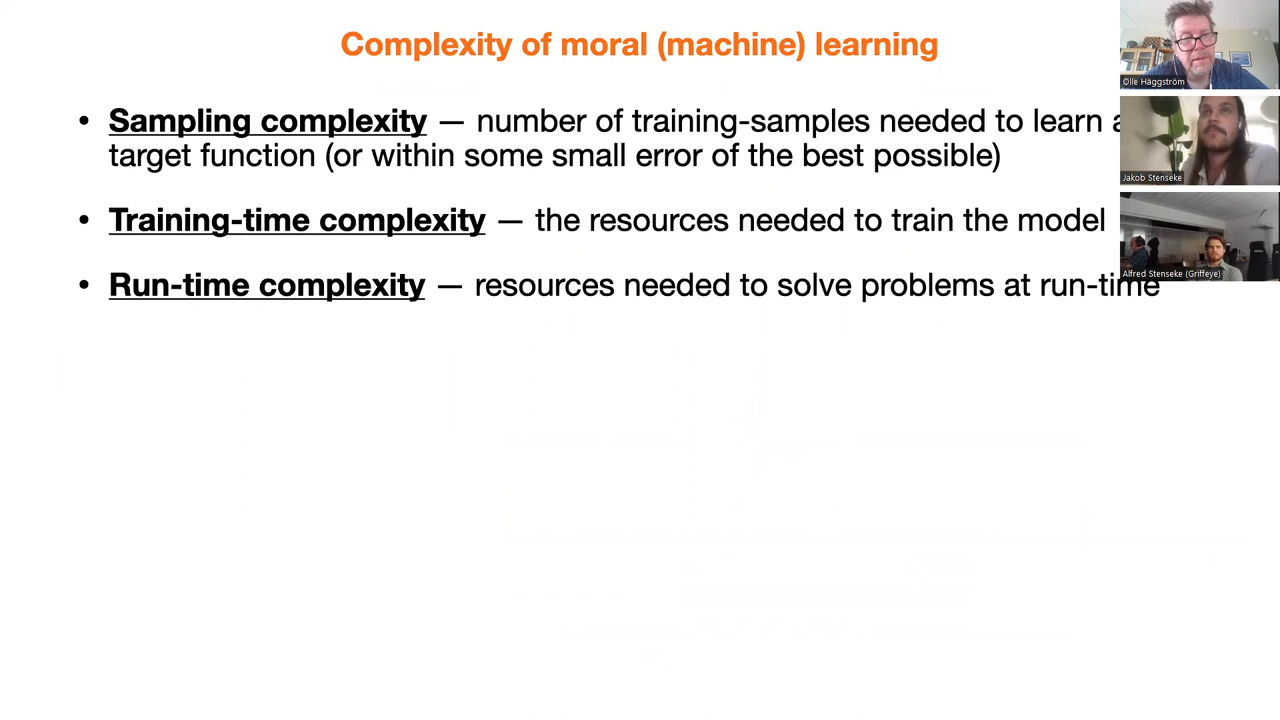 Complexity of moral (machine) learning
• Sampling complexity — number of training-samples needed to learn a
target function (or within some small error of the best possible)
• Training-time complexity — the resources needed to train the model
• Run-time complexity — resources needed to solve problems at run-time
Olle Häggström
Jakob Stenseke
Alfred Stenseke (Griffeye)